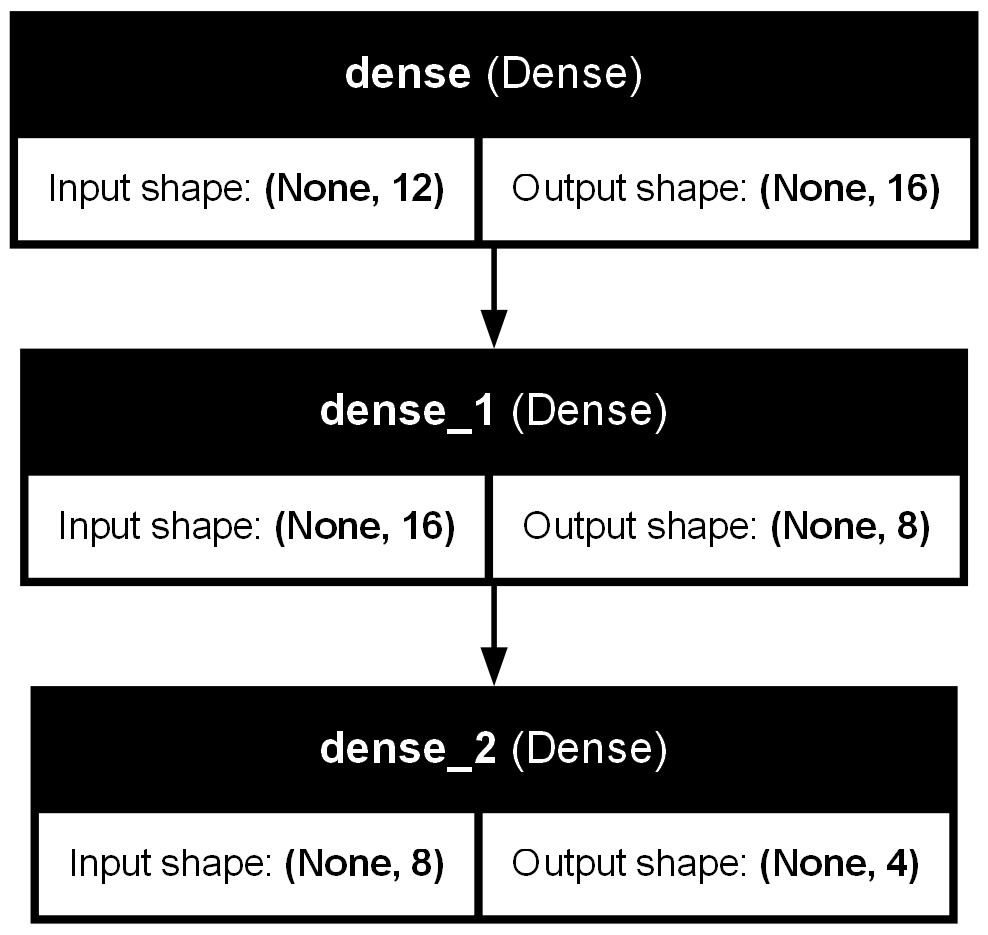 dense (Dense)
Input shape: (None, 12) Output shape: (None, 16)
dense_1 (Dense)
Input shape: (None, 16) Output shape: (None, 8)
dense_2 (Dense)
Input shape: (None, 8) Output shape: (None, 4)